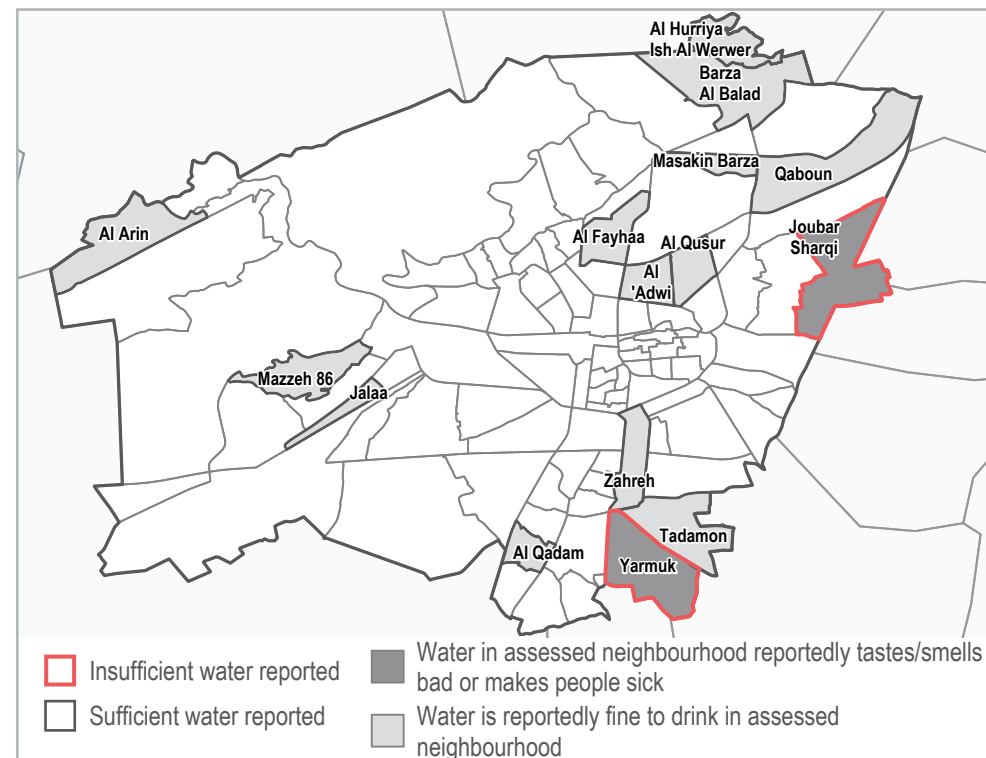 Al Hurriya
Ish Al Werwer
Barza
Al Balad
Masakin Barza
Qaboun
Al Arin
Al Fayhaa
Al Qusur
Joubar
Sharqi
Al
'Adwi
Mazzeh 86
Jalaa
Zahreh
Al Qadam
Tadamon
Yarmuk
Insufficient water reported
Sufficient water reported
Water in assessed neighbourhood reportedly tastes/smells
bad or makes people sick
Water is reportedly fine to drink in assessed
neighbourhood